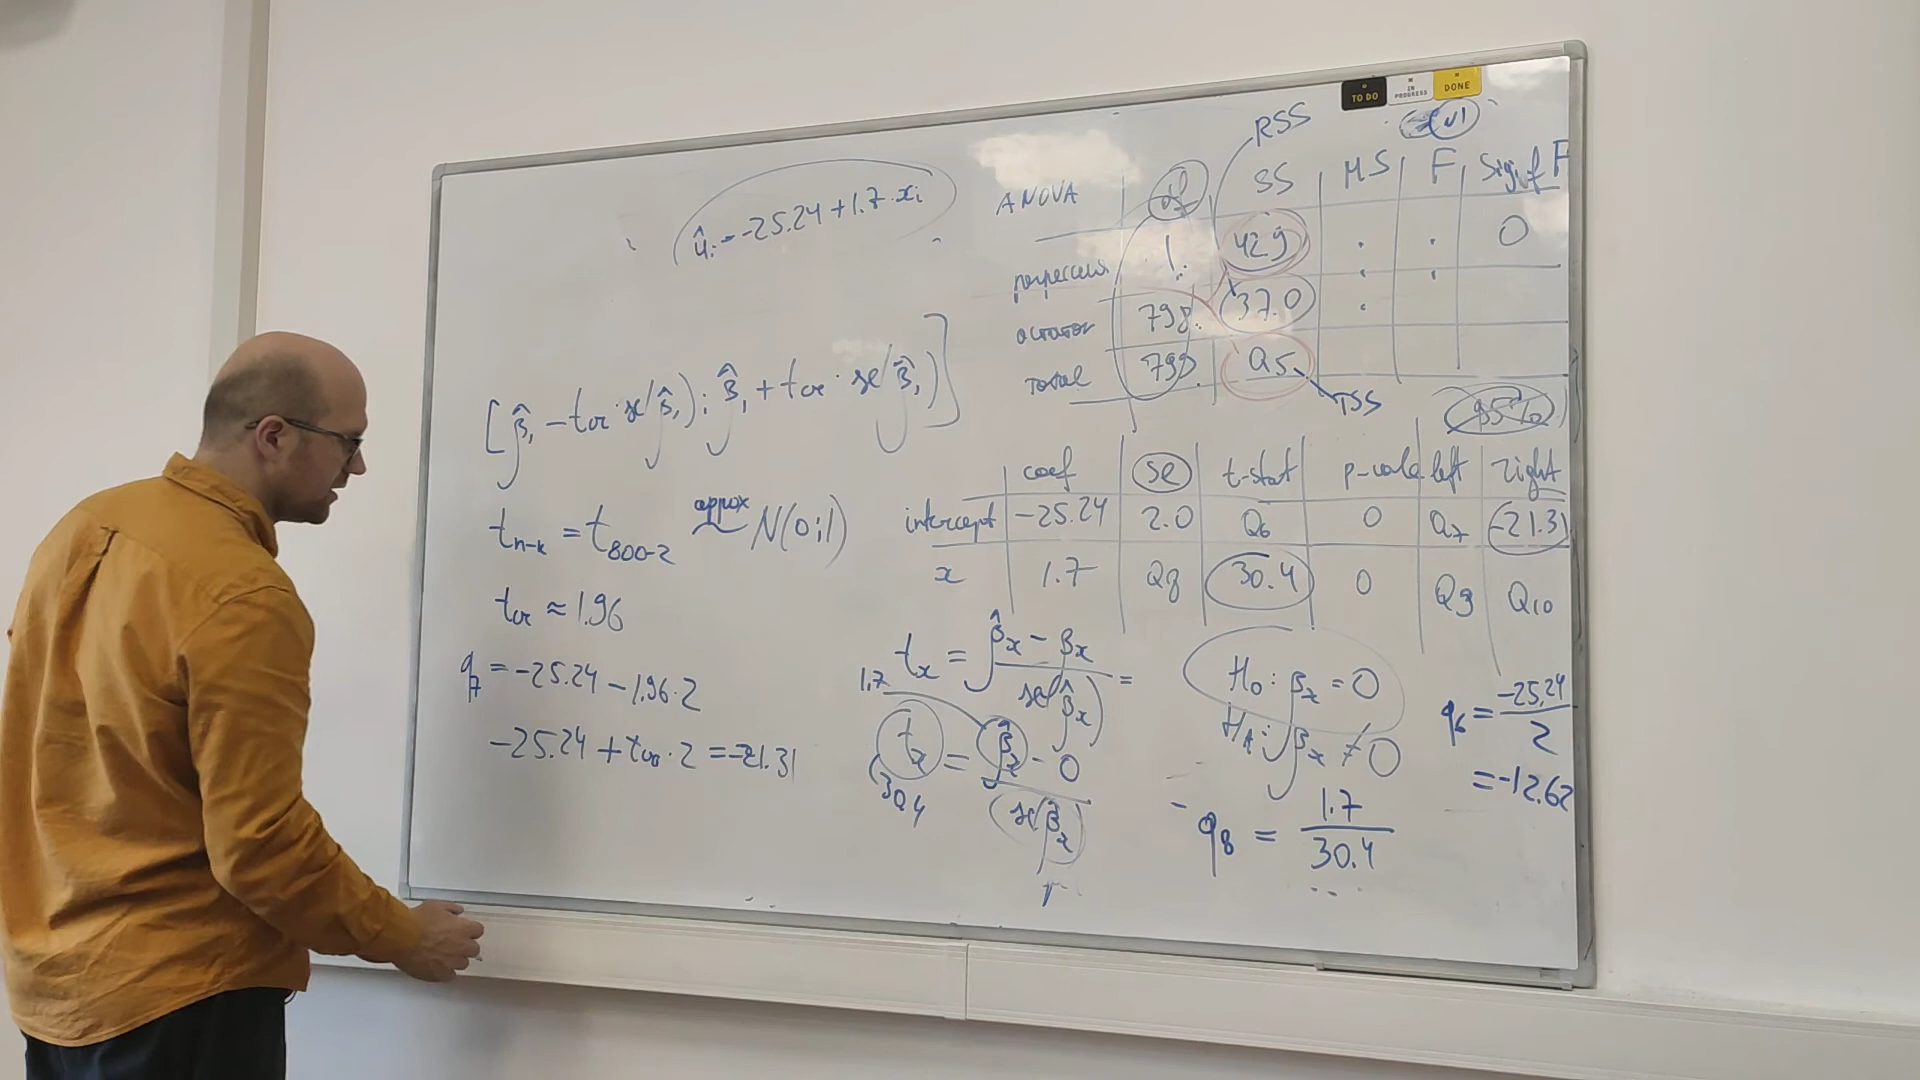 TO DO
IN PROGRESS
DONE
v1
RSS
ŷᵢ = -25.24 + 1.7·xᵢ
ANOVA df SS MS F Signif F
регрессия 1 42.9 . . 0
остаток 798 37.0 .
Total 799 Q5
TSS
95%
[β̂₁ - t_cr·se(β̂₁); β̂₁ + t_cr·se(β̂₁)]
t_{n-k} = t_{800-2} approx ~ N(0;1)
t_cr ≈ 1.96
q₇ = -25.24 - 1.96·2
-25.24 + t_cr·2 = -21.31
coef se t-stat p-value left right
intercept -25.24 2.0 Q6 0 Q7 -21.31
x 1.7 Q8 30.4 0 Q9 Q10
t_x = (β̂_x - β_x) / se(β̂_x) =
1.7
t_x = (β̂_x - 0) / se(β̂_x)
30.4
H₀: β_x = 0
H_A: β_x ≠ 0
q₈ = 1.7 / 30.4
...
q₆ = -25.24 / 2
= -12.62